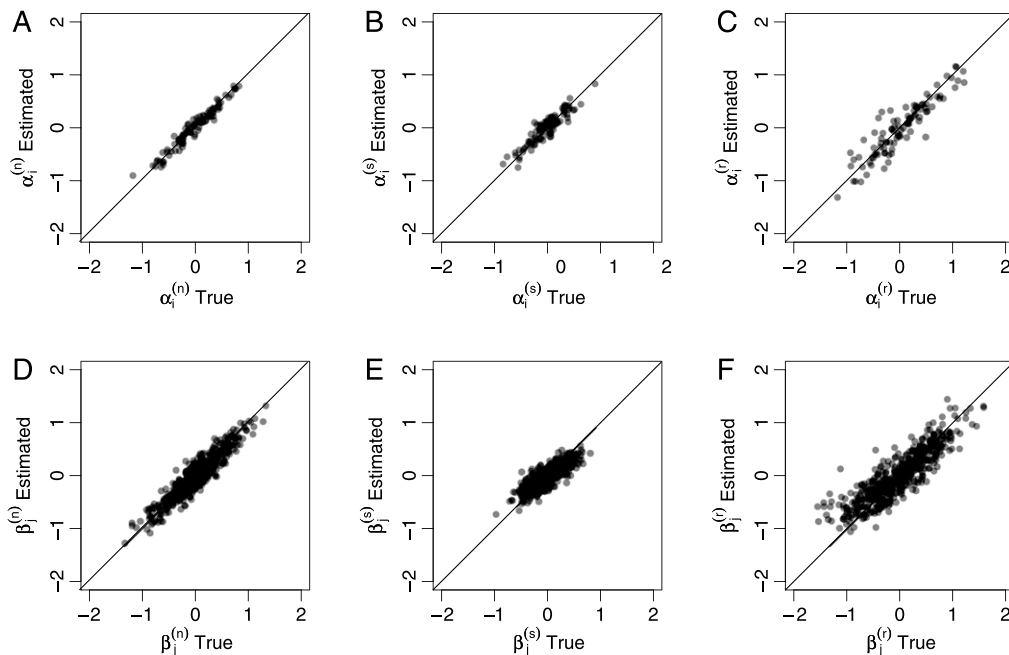 A
B
C
2
1
0
−1
−2
α_i^(n) Estimated
−2 −1 0 1 2
α_i^(n) True
2
1
0
−1
−2
α_i^(s) Estimated
−2 −1 0 1 2
α_i^(s) True
2
1
0
−1
−2
α_i^(r) Estimated
−2 −1 0 1 2
α_i^(r) True
D
E
F
2
1
0
−1
−2
β_j^(n) Estimated
−2 −1 0 1 2
β_j^(n) True
2
1
0
−1
−2
β_j^(s) Estimated
−2 −1 0 1 2
β_j^(s) True
2
1
0
−1
−2
β_j^(r) Estimated
−2 −1 0 1 2
β_j^(r) True